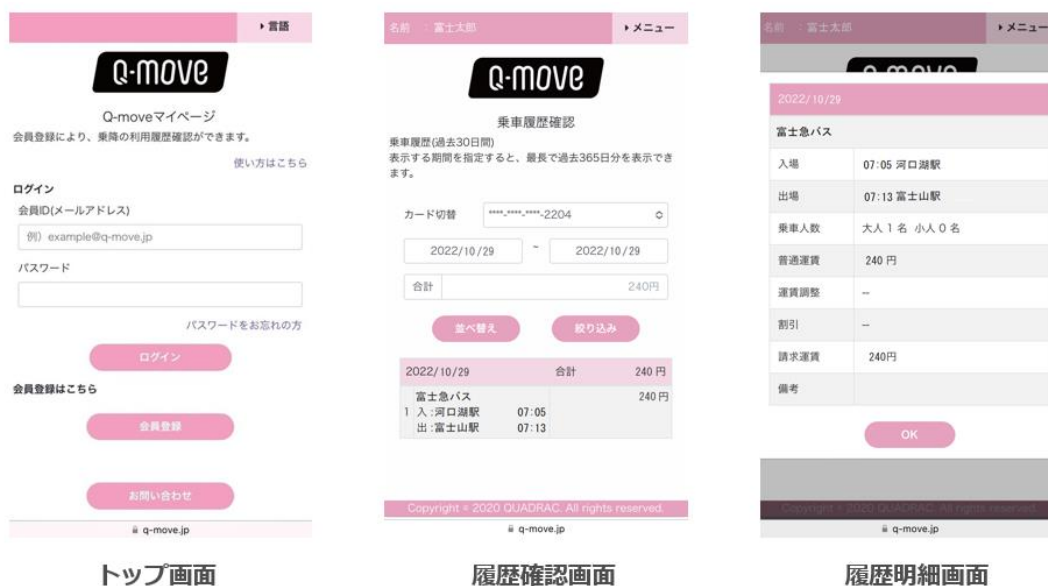 ▶言語
Q-move
Q-moveマイページ
会員登録により、乗降の利用履歴確認ができます。
使い方はこちら
ログイン
会員ID(メールアドレス)
例）example@q-move.jp
パスワード
パスワードをお忘れの方
ログイン
会員登録はこちら
会員登録
お問い合わせ
q-move.jp
トップ画面
名前　：富士太郎
▶メニュー
Q-move
乗車履歴確認
乗車履歴(過去30日間)
表示する期間を指定すると、最長で過去365日分を表示でき
ます。
カード切替 ****-****-****-2204
2022/10/29 ~ 2022/10/29
合計 240円
並べ替え 絞り込み
2022/10/29 合計 240 円
富士急バス 240 円
1 入:河口湖駅 07:05
出:富士山駅 07:13
Copyright © 2020 QUADRAC. All rights reserved.
q-move.jp
履歴確認画面
名前　：富士太郎
▶メニュー
Q-move
2022/10/29
富士急バス
入場 07:05 河口湖駅
出場 07:13 富士山駅
乗車人数 大人 1 名 小人 0 名
普通運賃 240 円
運賃調整 --
割引 --
請求運賃 240円
備考
OK
Copyright © 2020 QUADRAC. All rights reserved.
q-move.jp
履歴明細画面